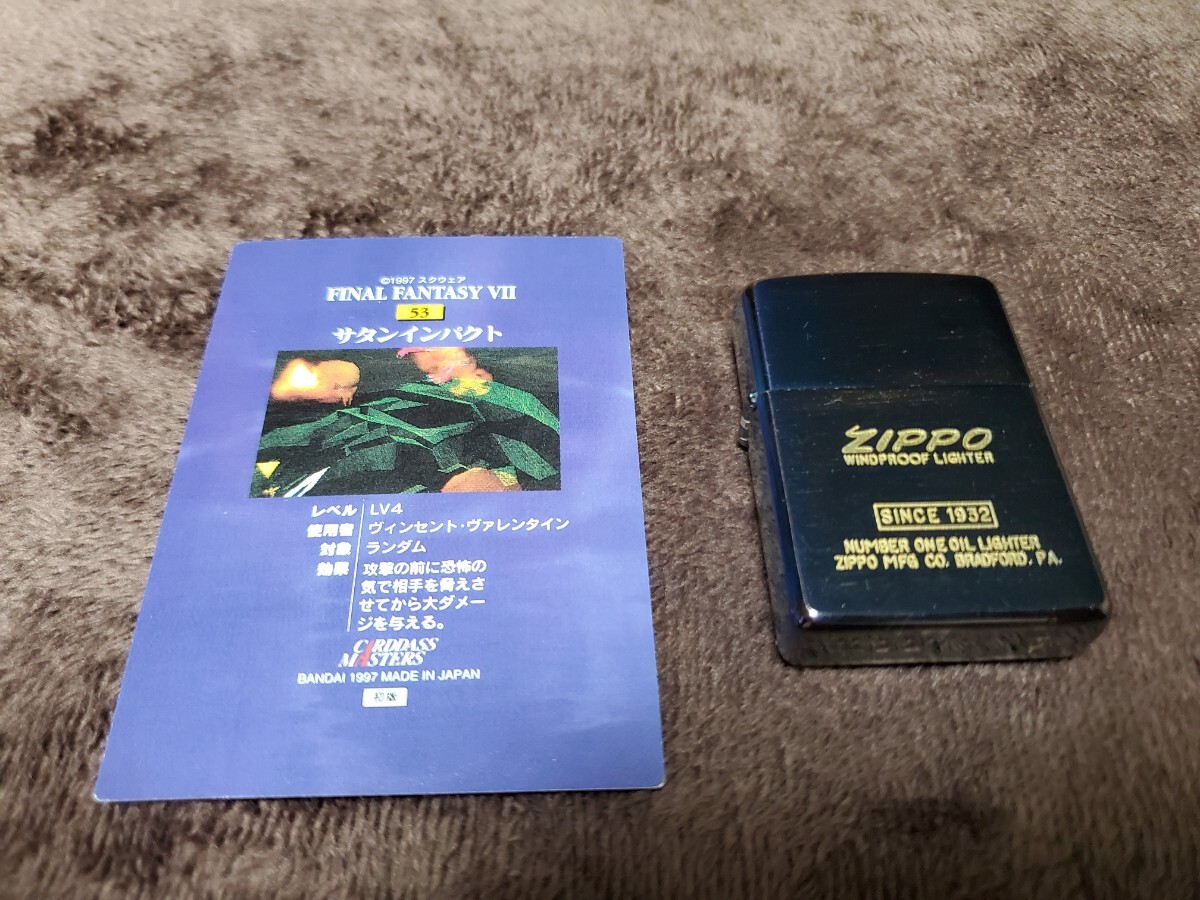 ©1997 スクウェア
FINAL FANTASY VII
53
サタンインパクト
レベル LV4
使用者 ヴィンセント・ヴァレンタイン
対象 ランダム
効果 攻撃の前に恐怖の
気で相手を脅えさ
せてから大ダメー
ジを与える。
CARDDASS
MASTERS
BANDAI 1997 MADE IN JAPAN
初版
ZIPPO
WINDPROOF LIGHTER
SINCE 1932
NUMBER ONE OIL LIGHTER
ZIPPO MFG CO. BRADFORD. PA.